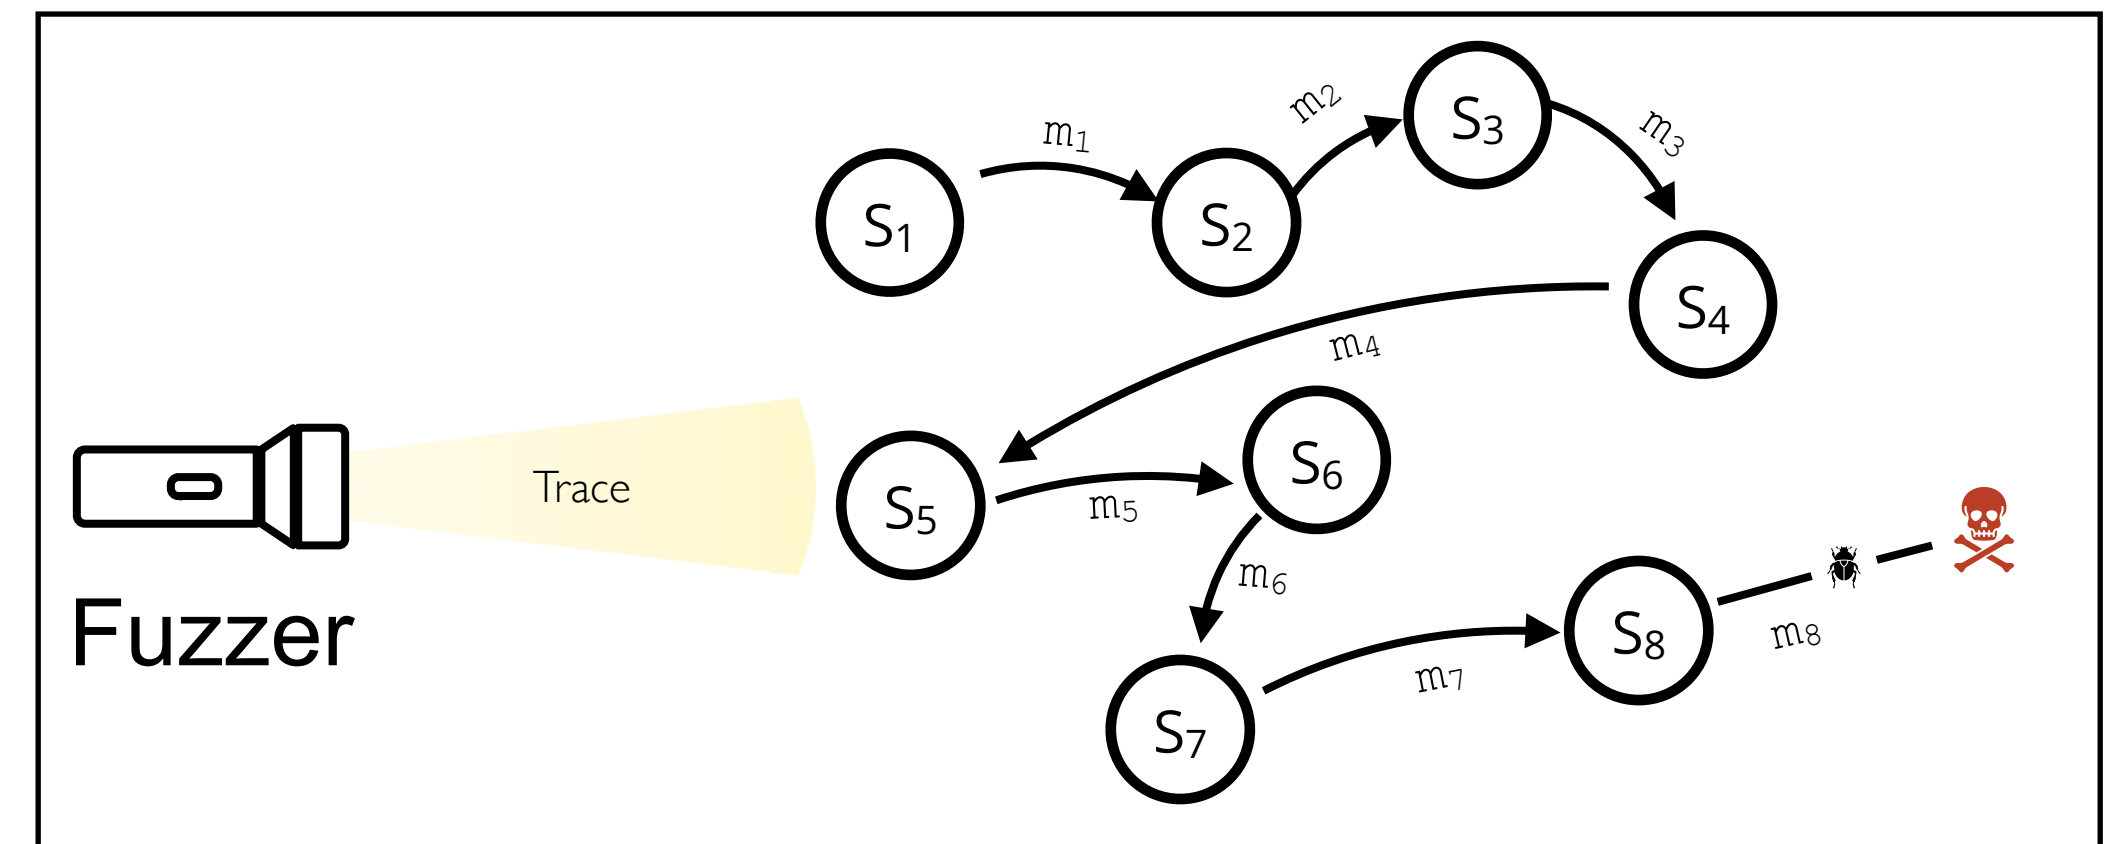 m₁
m₂
m₃
S₁
S₂
S₃
S₄
m₄
Trace
S₅
m₅
S₆
m₆
Fuzzer
S₇
m₇
S₈
m₈